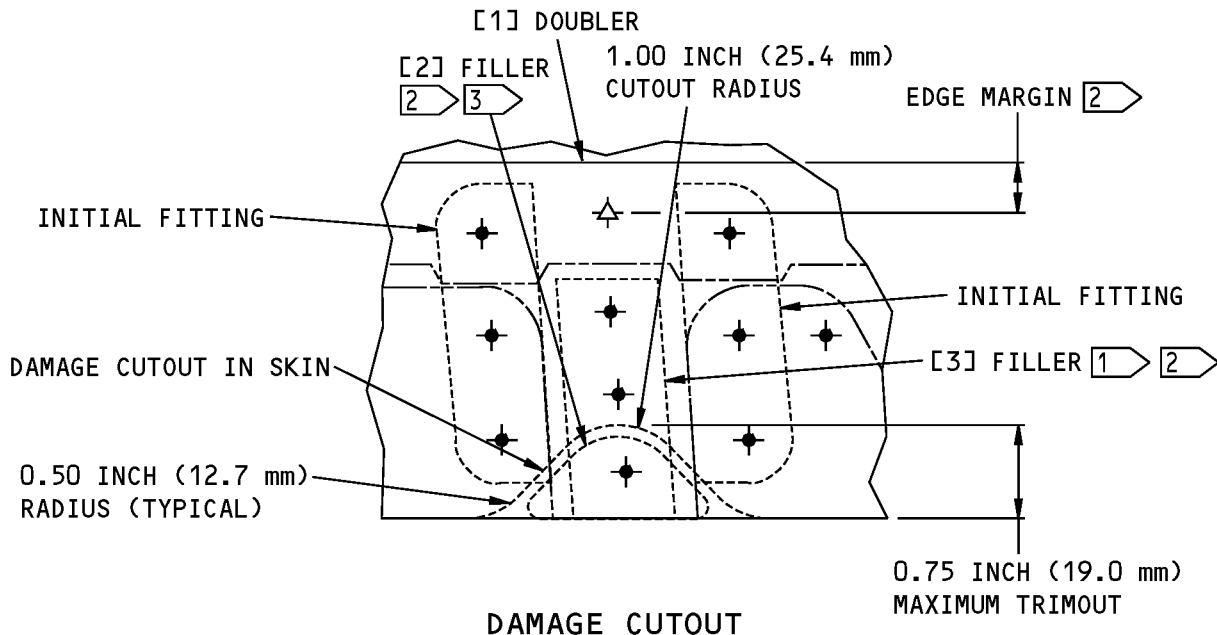 [1] DOUBLER
1.00 INCH (25.4 mm)
CUTOUT RADIUS
[2] FILLER
2 3
EDGE MARGIN 2
INITIAL FITTING
INITIAL FITTING
[3] FILLER 1 2
DAMAGE CUTOUT IN SKIN
0.50 INCH (12.7 mm)
RADIUS (TYPICAL)
0.75 INCH (19.0 mm)
MAXIMUM TRIMOUT
DAMAGE CUTOUT